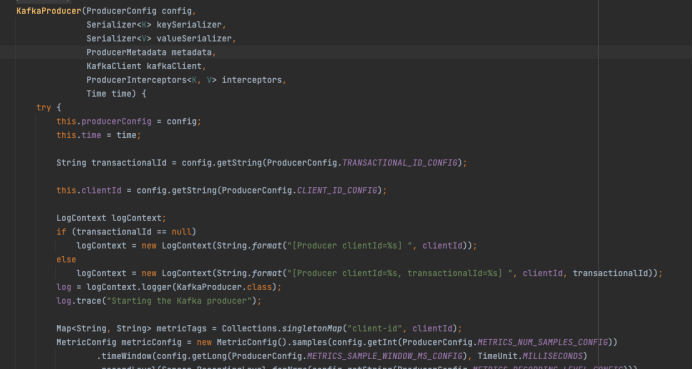 KafkaProducer(ProducerConfig config,
Serializer<K> keySerializer,
Serializer<V> valueSerializer,
ProducerMetadata metadata,
KafkaClient kafkaClient,
ProducerInterceptors<K, V> interceptors,
Time time) {
try {
this.producerConfig = config;
this.time = time;
String transactionalId = config.getString(ProducerConfig.TRANSACTIONAL_ID_CONFIG);
this.clientId = config.getString(ProducerConfig.CLIENT_ID_CONFIG);
LogContext logContext;
if (transactionalId == null)
logContext = new LogContext(String.format("[Producer clientId=%s] ", clientId));
else
logContext = new LogContext(String.format("[Producer clientId=%s, transactionalId=%s] ", clientId, transactionalId));
log = logContext.logger(KafkaProducer.class);
log.trace("Starting the Kafka producer");
Map<String, String> metricTags = Collections.singletonMap("client-id", clientId);
MetricConfig metricConfig = new MetricConfig().samples(config.getInt(ProducerConfig.METRICS_NUM_SAMPLES_CONFIG))
.timeWindow(config.getLong(ProducerConfig.METRICS_SAMPLE_WINDOW_MS_CONFIG), TimeUnit.MILLISECONDS)